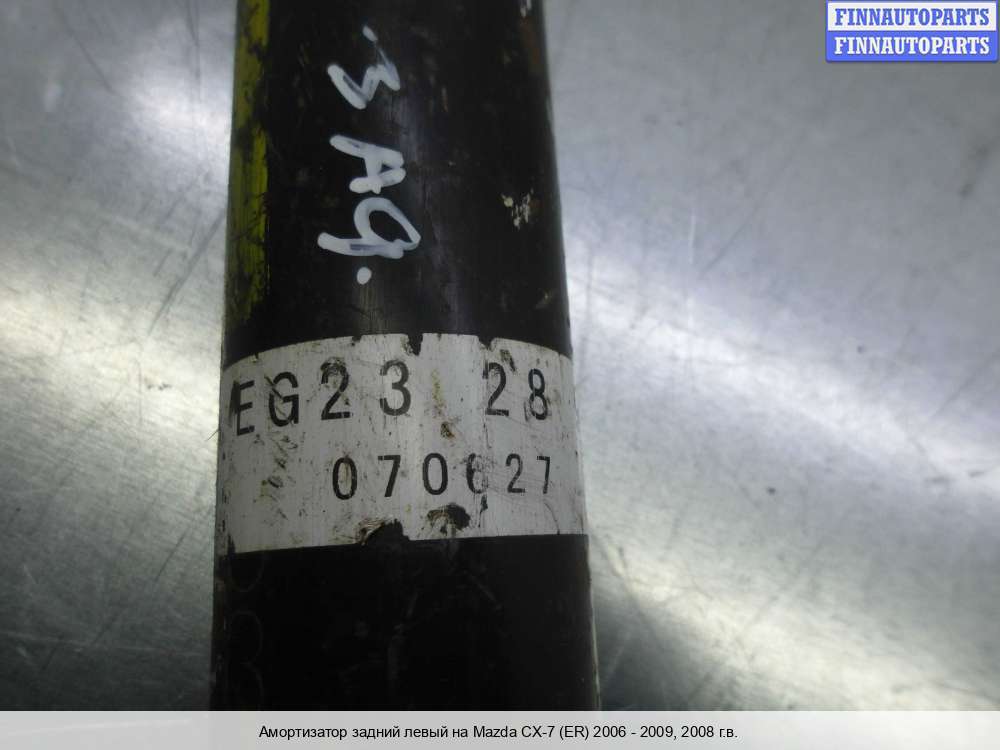 FINNAUTOPARTS
FINNAUTOPARTS
ЗАД.
EG23 28
070627
Амортизатор задний левый на Mazda CX-7 (ER) 2006 - 2009, 2008 г.в.